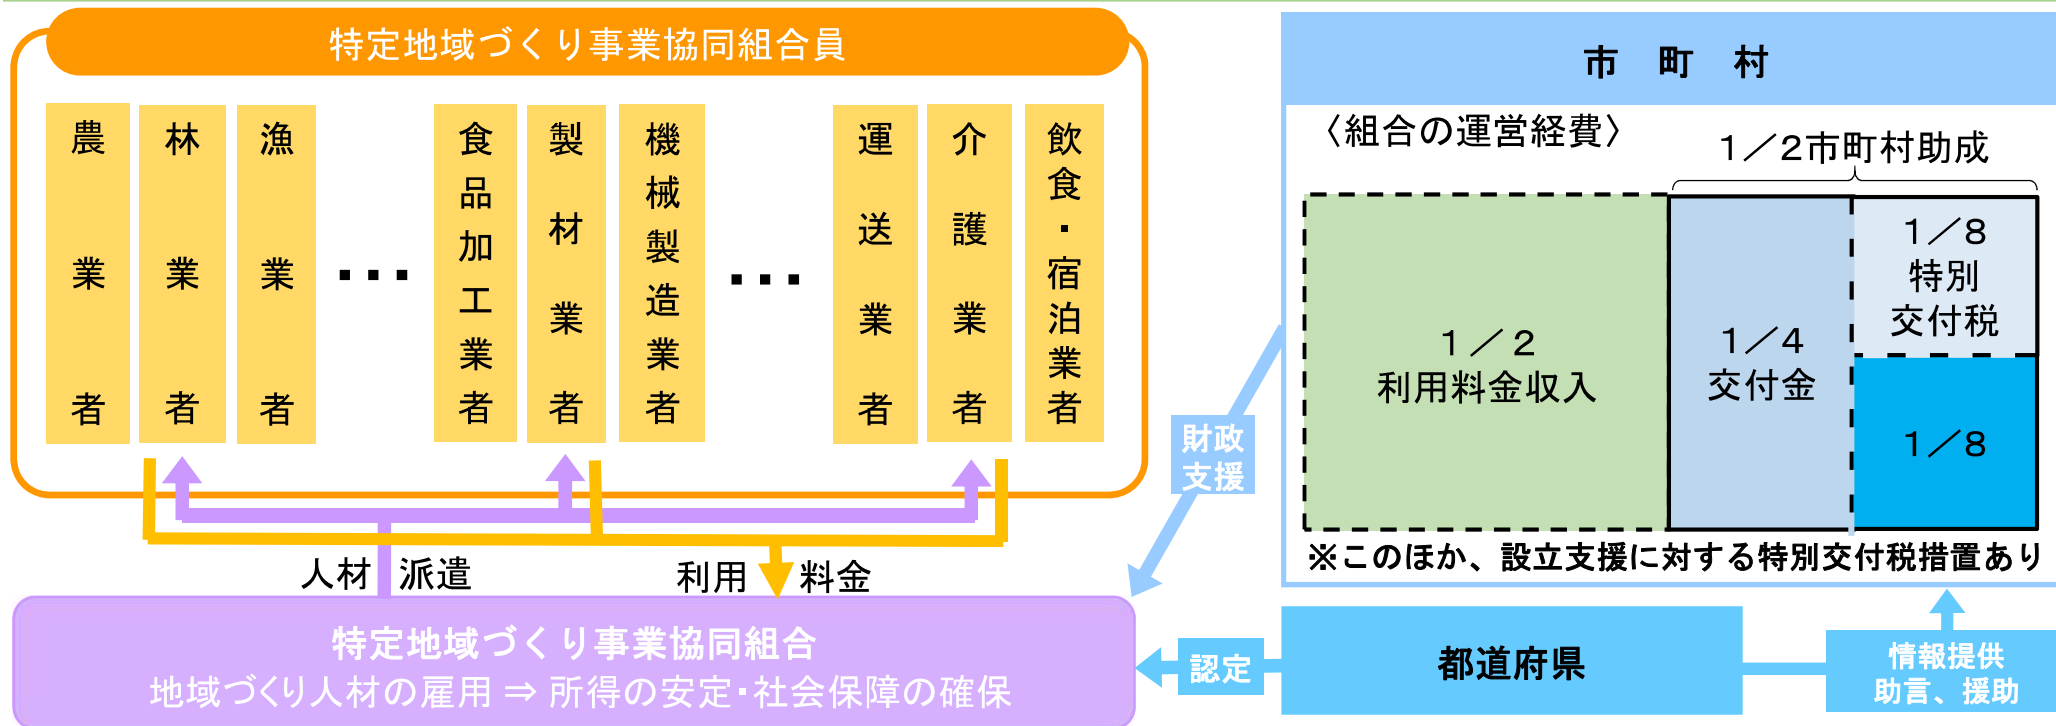 特定地域づくり事業協同組合員
農業者
林業者
漁業者
・・・
食品加工業者
製材業者
機械製造業者
・・・
運送業者
介護業者
飲食・宿泊業者
人材派遣
利用料金
特定地域づくり事業協同組合
地域づくり人材の雇用 ⇒ 所得の安定・社会保障の確保
財政
支援
認定
市 町 村
〈組合の運営経費〉
1／2市町村助成
1／2
利用料金収入
1／4
交付金
1／8
特別
交付税
1／8
※このほか、設立支援に対する特別交付税措置あり
都道府県
情報提供
助言、援助